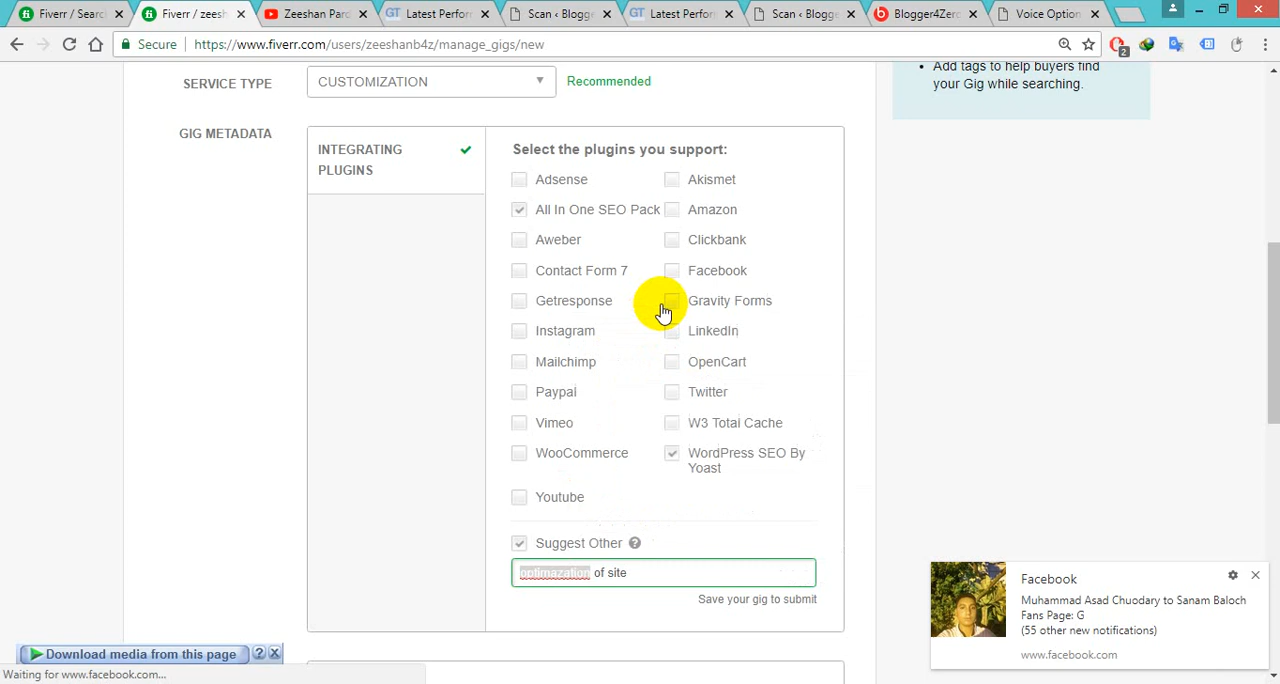 Fiverr / Sear
Fiverr / zees
Zeeshan Par
Latest Perfor
Scan ‹ Blogge
Latest Perfor
Scan ‹ Blogg
Blogger4Zer
Voice Option
Secure
https://www.fiverr.com/users/zeeshanb4z/manage_gigs/new
2
Add tags to help buyers find
your Gig while searching.
SERVICE TYPE
CUSTOMIZATION
Recommended
GIG METADATA
INTEGRATING
PLUGINS
Select the plugins you support:
Adsense
Akismet
All In One SEO Pack
Amazon
Aweber
Clickbank
Contact Form 7
Facebook
Getresponse
Gravity Forms
Instagram
LinkedIn
Mailchimp
OpenCart
Paypal
Twitter
Vimeo
W3 Total Cache
WooCommerce
WordPress SEO By
Yoast
Youtube
Suggest Other ?
optimazation of site
Save your gig to submit
Facebook
Muhammad Asad Chuodary to Sanam Baloch
Fans Page: G
(55 other new notifications)
www.facebook.com
Download media from this page
?
Waiting for www.facebook.com...